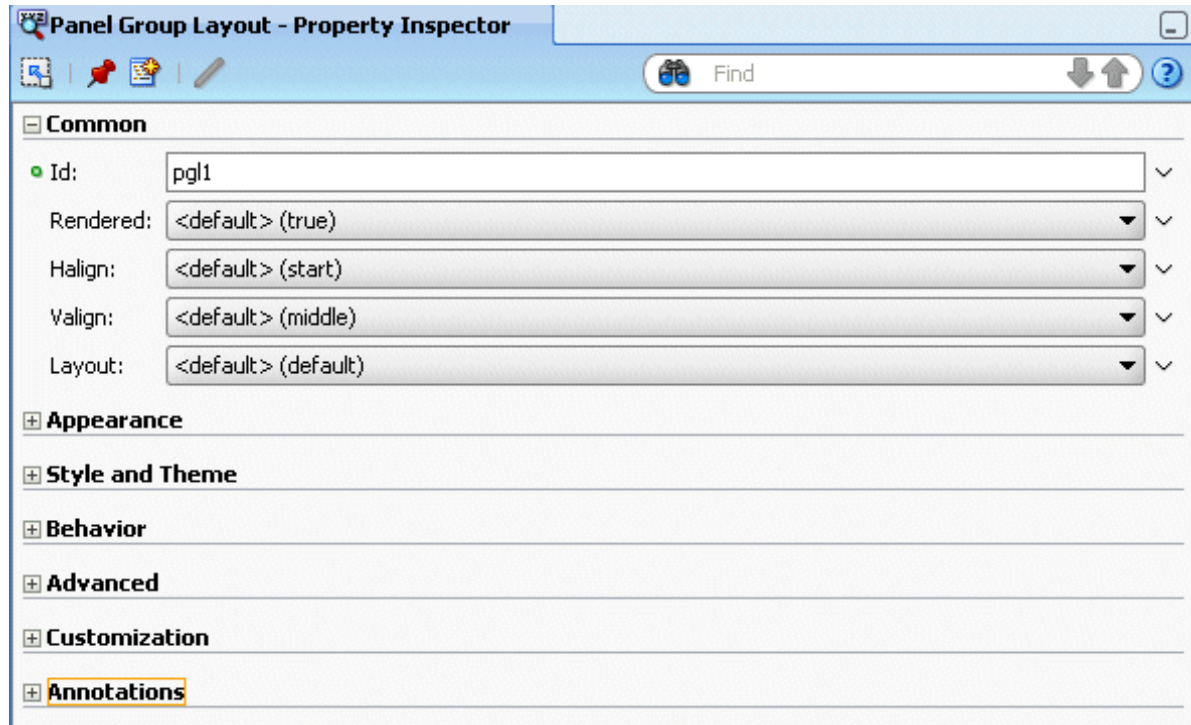 Panel Group Layout - Property Inspector
Find
Common
Id: pgl1
Rendered: <default> (true)
Halign: <default> (start)
Valign: <default> (middle)
Layout: <default> (default)
Appearance
Style and Theme
Behavior
Advanced
Customization
Annotations